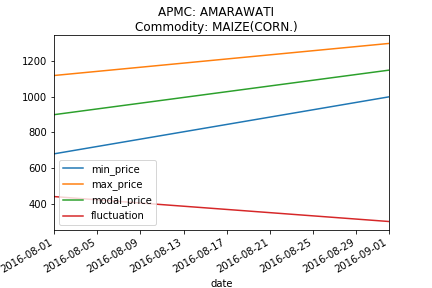 APMC: AMARAWATI
Commodity: MAIZE(CORN.)
1200
1000
800
600
400
min_price
max_price
modal_price
fluctuation
2016-08-01
2016-08-05
2016-08-09
2016-08-13
2016-08-17
2016-08-21
2016-08-25
2016-08-29
2016-09-01
date